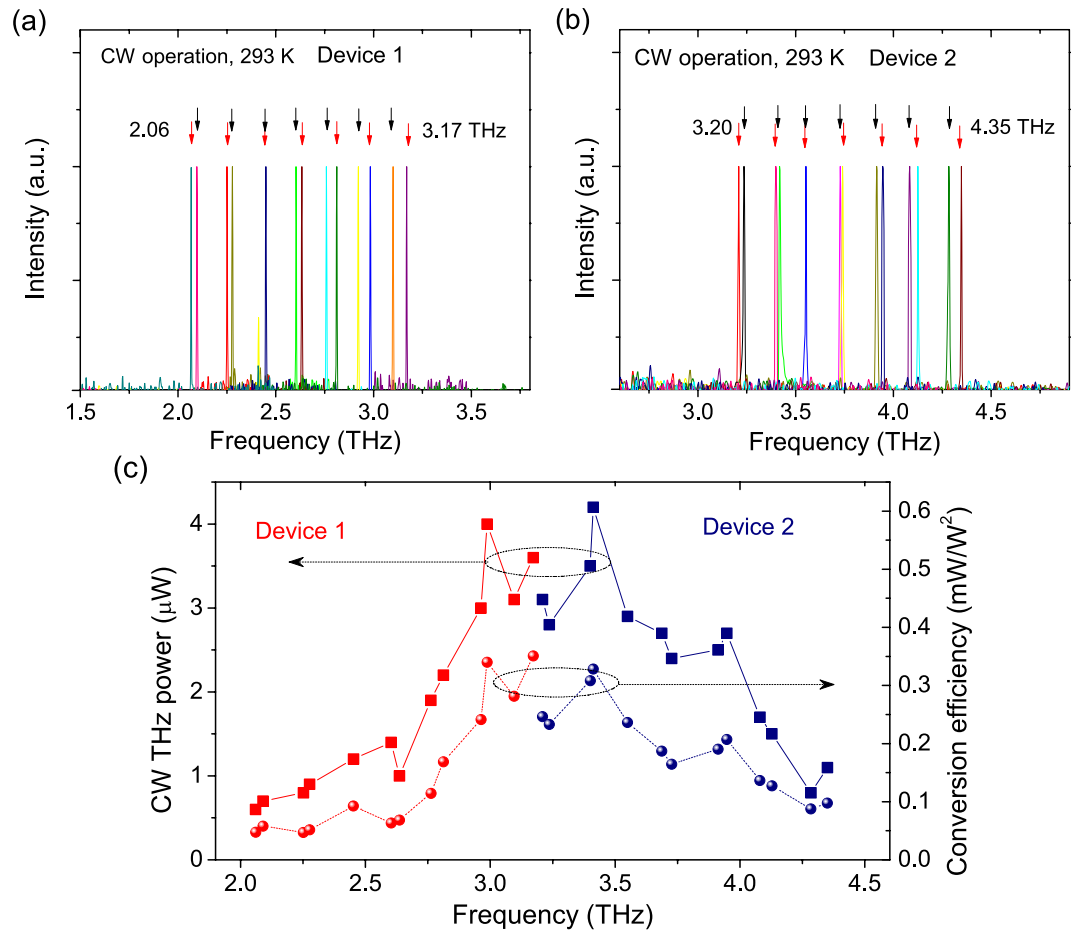 (a)
CW operation, 293 K Device 1
2.06
3.17 THz
Intensity (a.u.)
1.5 2.0 2.5 3.0 3.5
Frequency (THz)
(b)
CW operation, 293 K Device 2
3.20
4.35 THz
Intensity (a.u.)
3.0 3.5 4.0 4.5
Frequency (THz)
(c)
Device 1
Device 2
CW THz power (μW)
4
3
2
1
0
Conversion efficiency (mW/W²)
0.6
0.5
0.4
0.3
0.2
0.1
0.0
2.0 2.5 3.0 3.5 4.0 4.5
Frequency (THz)